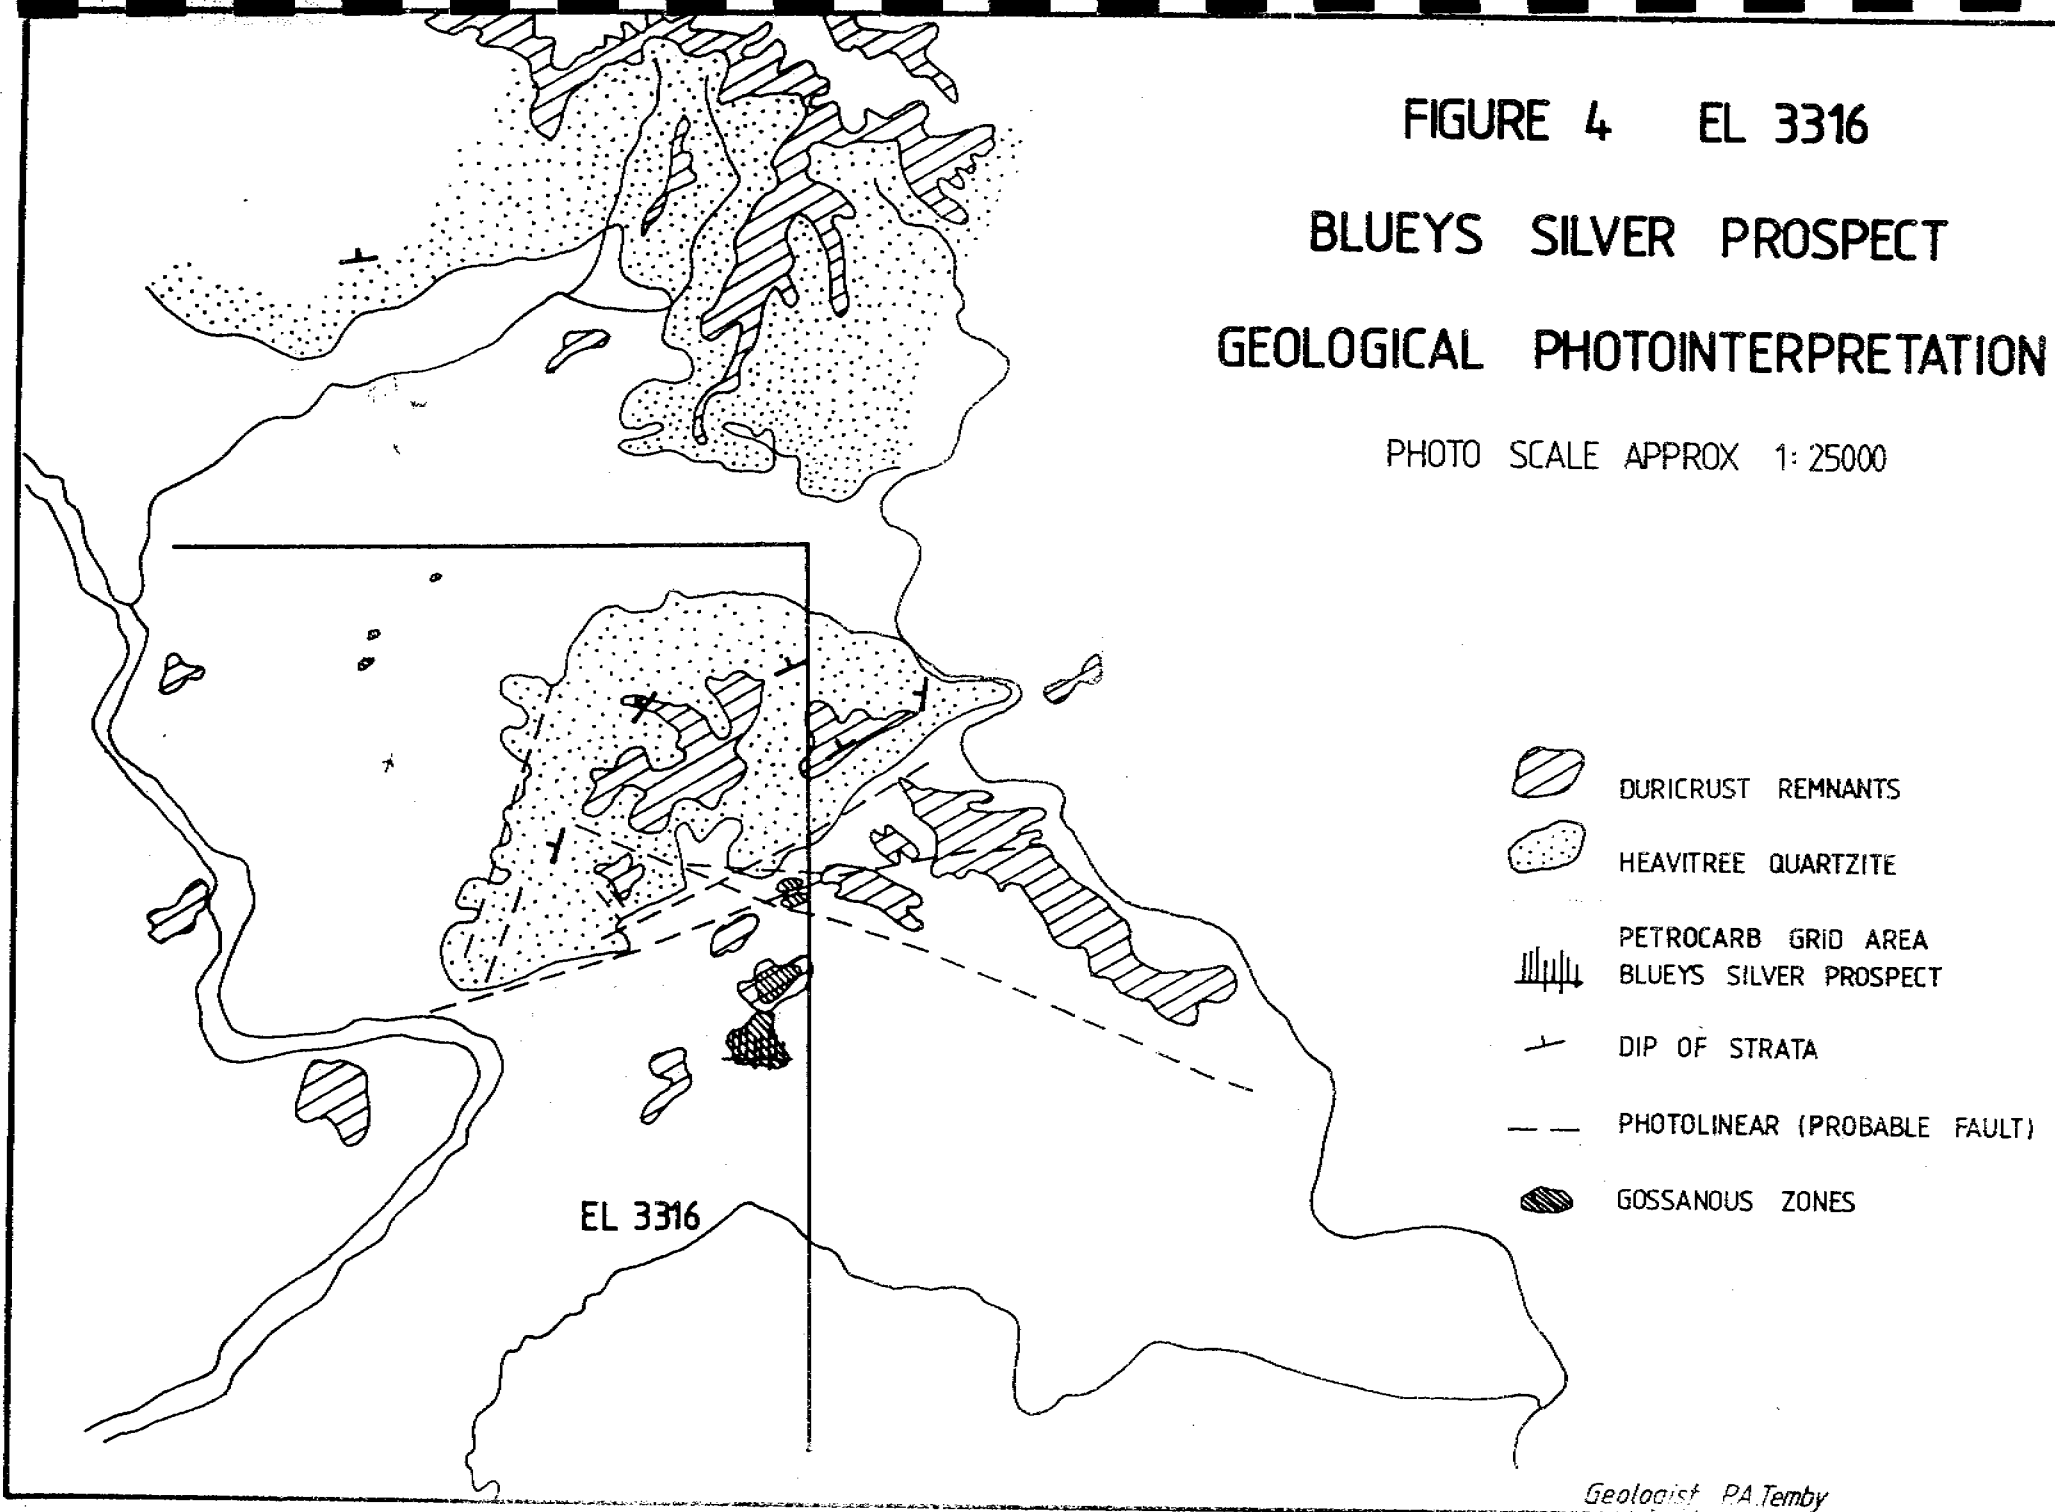 FIGURE 4 EL 3316
BLUEYS SILVER PROSPECT
GEOLOGICAL PHOTOINTERPRETATION
PHOTO SCALE APPROX 1:25000
DURICRUST REMNANTS
HEAVITREE QUARTZITE
PETROCARB GRID AREA
BLUEYS SILVER PROSPECT
DIP OF STRATA
PHOTOLINEAR (PROBABLE FAULT)
GOSSANOUS ZONES
EL 3316
Geologist P.A.Temby